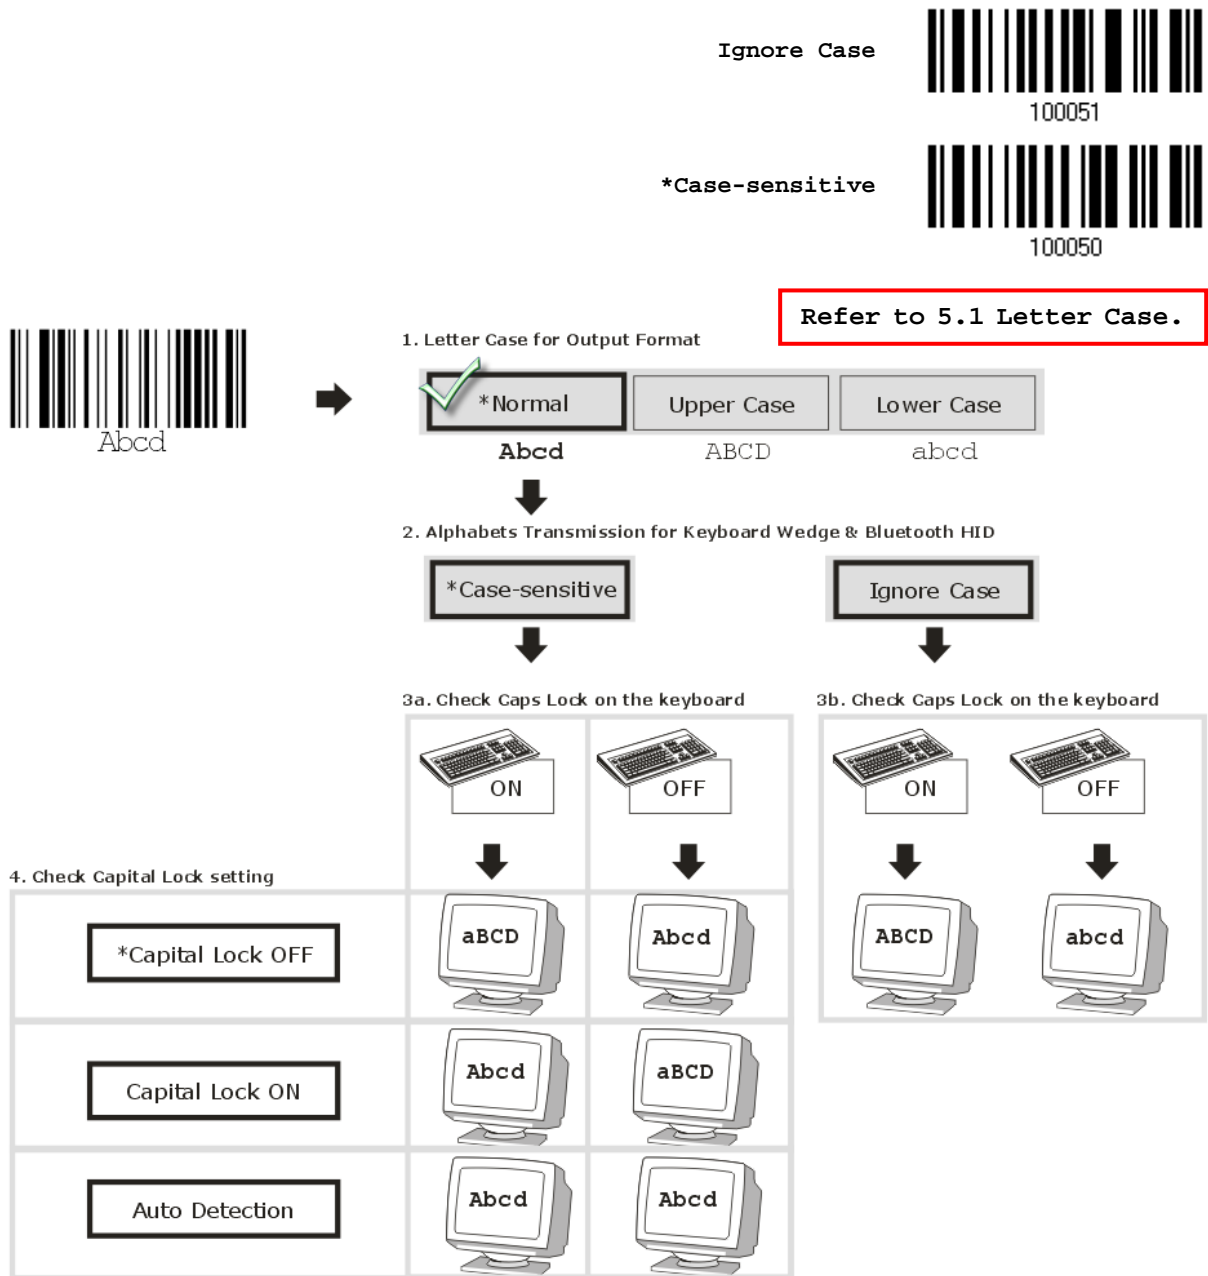 Ignore Case
100051
*Case-sensitive
100050
Refer to 5.1 Letter Case.
1. Letter Case for Output Format
*Normal Upper Case Lower Case
Abcd
Abcd ABCD abcd
2. Alphabets Transmission for Keyboard Wedge & Bluetooth HID
*Case-sensitive Ignore Case
3a. Check Caps Lock on the keyboard 3b. Check Caps Lock on the keyboard
ON OFF ON OFF
4. Check Capital Lock setting
*Capital Lock OFF aBCD Abcd ABCD abcd
Capital Lock ON Abcd aBCD
Auto Detection Abcd Abcd